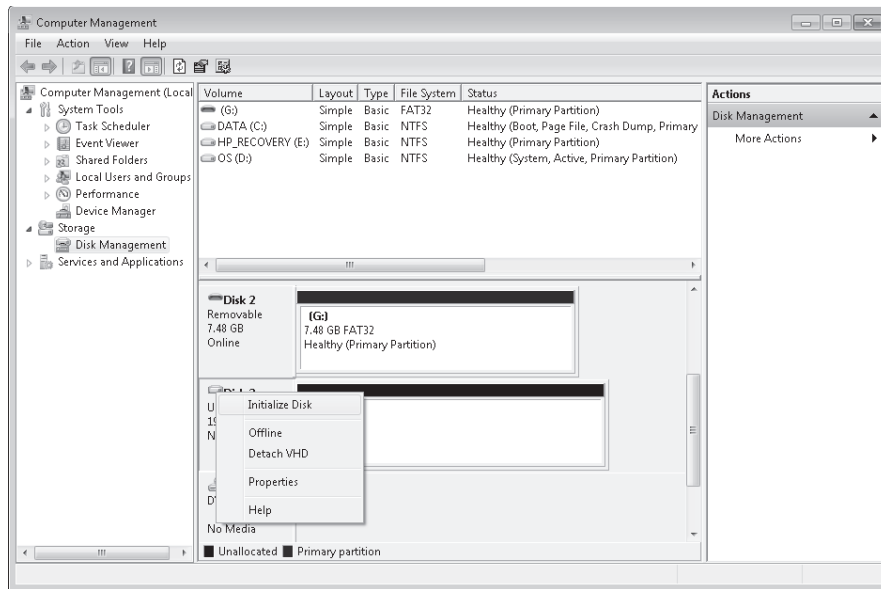 Computer Management
File Action View Help
Computer Management (Local
System Tools
Task Scheduler
Event Viewer
Shared Folders
Local Users and Groups
Performance
Device Manager
Storage
Disk Management
Services and Applications
Volume Layout Type File System Status
(G:) Simple Basic FAT32 Healthy (Primary Partition)
DATA (C:) Simple Basic NTFS Healthy (Boot, Page File, Crash Dump, Primary
HP_RECOVERY (E:) Simple Basic NTFS Healthy (Primary Partition)
OS (D:) Simple Basic NTFS Healthy (System, Active, Primary Partition)
Disk 2
Removable
7.48 GB
Online
(G:)
7.48 GB FAT32
Healthy (Primary Partition)
Initialize Disk
Offline
Detach VHD
Properties
Help
No Media
Unallocated Primary partition
Actions
Disk Management
More Actions